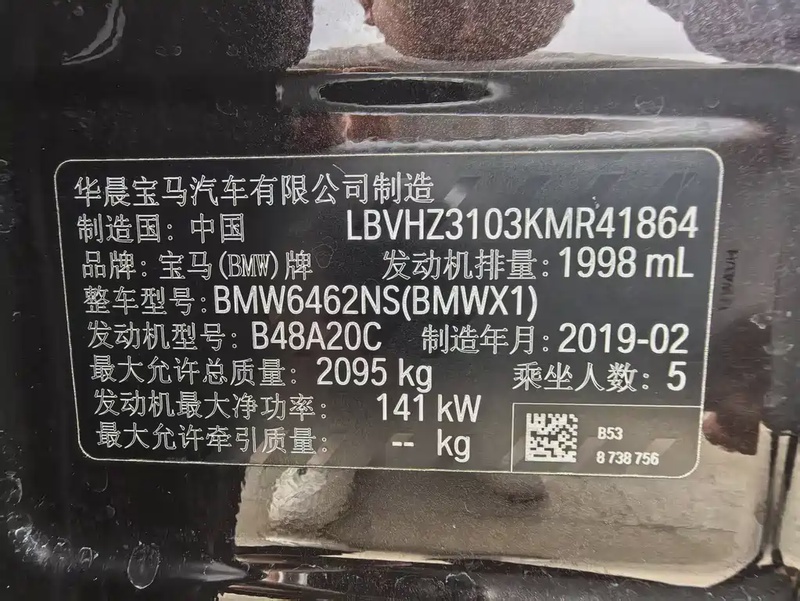 华晨宝马汽车有限公司制造
制造国: 中国 LBVHZ3103KMR41864
品牌: 宝马(BMW)牌 发动机排量: 1998 mL
整车型号: BMW6462NS(BMWX1)
发动机型号: B48A20C 制造年月: 2019-02
最大允许总质量: 2095 kg 乘坐人数: 5
发动机最大净功率: 141 kW
最大允许牵引质量: -- kg
B53
8 738 756